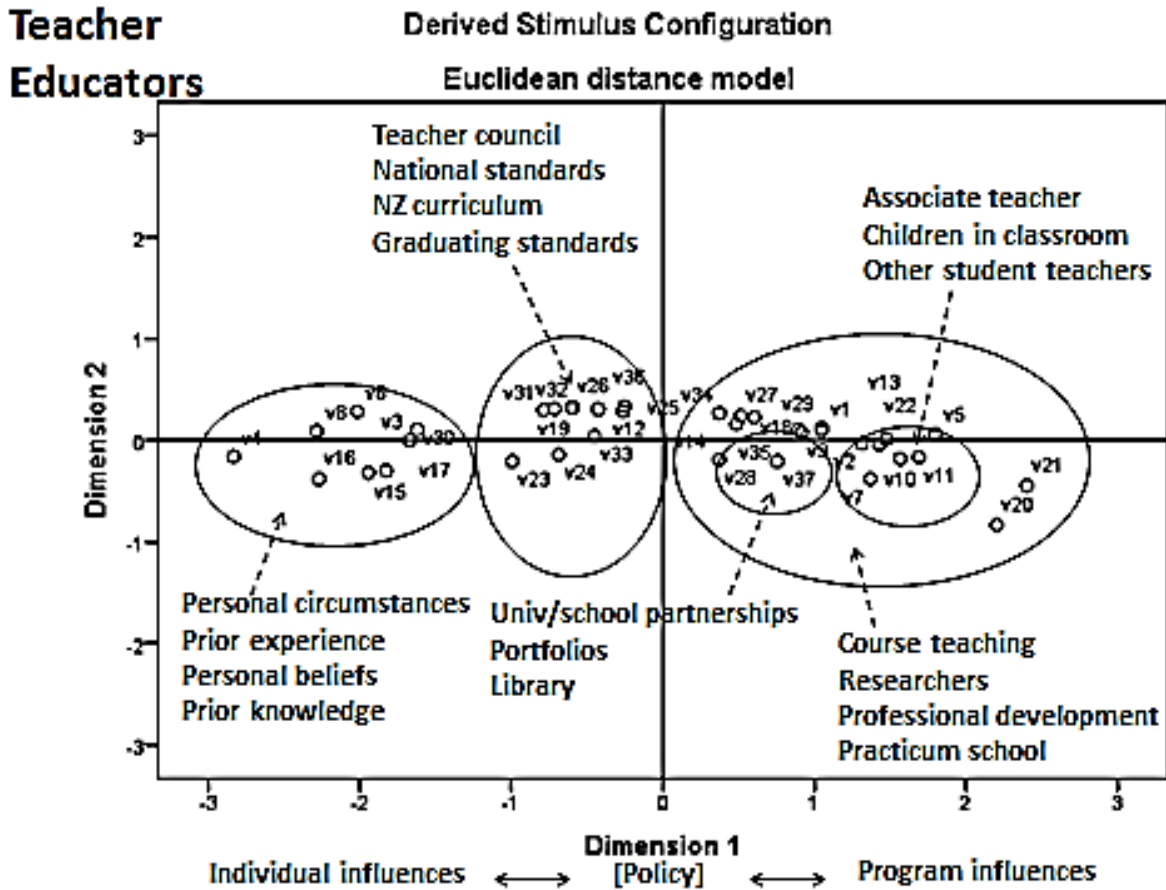 Teacher
Educators
Derived Stimulus Configuration
Euclidean distance model
Teacher council
National standards
NZ curriculum
Graduating standards
Associate teacher
Children in classroom
Other student teachers
Dimension 2
3
2
1
0
-1
-2
-3
v8
v3
v30
v16
v15
v17
v31
v32
v26
v19
v12
v33
v23
v24
v34
v27
v25
v29
v18
v1
v13
v22
v5
v14
v35
v28
v37
v9
v2
v7
v10
v11
v21
v20
Personal circumstances
Prior experience
Personal beliefs
Prior knowledge
Univ/school partnerships
Portfolios
Library
Course teaching
Researchers
Professional development
Practicum school
-3 -2 -1 0 1 2 3
Dimension 1
Individual influences [Policy] Program influences